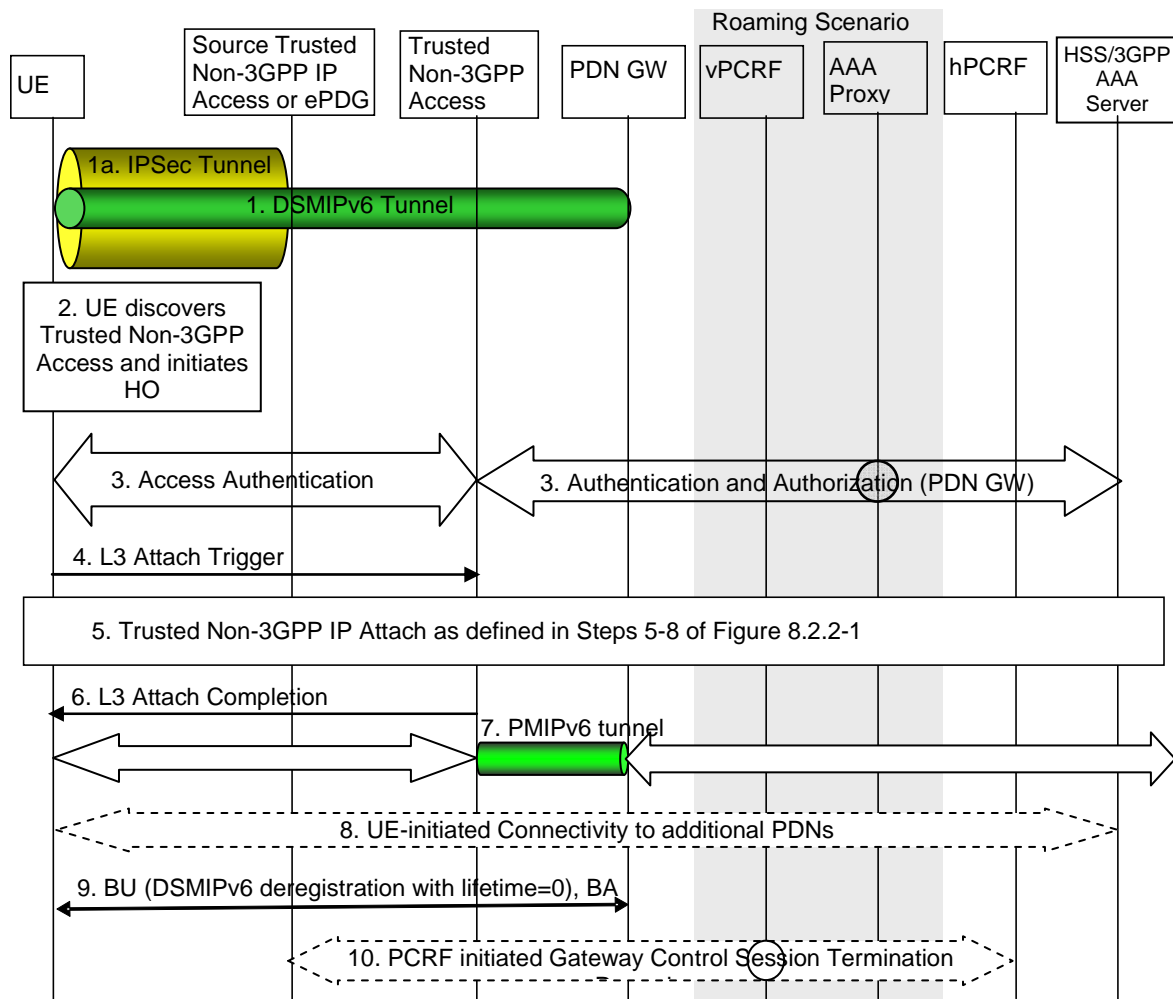 Roaming Scenario
UE
Source Trusted
Non-3GPP IP
Access or ePDG
Trusted
Non-3GPP
Access
PDN GW
vPCRF
AAA
Proxy
hPCRF
HSS/3GPP
AAA
Server
1a. IPSec Tunnel
1. DSMIPv6 Tunnel
2. UE discovers
Trusted Non-3GPP
Access and initiates
HO
3. Access Authentication
3. Authentication and Authorization (PDN GW)
4. L3 Attach Trigger
5. Trusted Non-3GPP IP Attach as defined in Steps 5-8 of Figure 8.2.2-1
6. L3 Attach Completion
7. PMIPv6 tunnel
8. UE-initiated Connectivity to additional PDNs
9. BU (DSMIPv6 deregistration with lifetime=0), BA
10. PCRF initiated Gateway Control Session Termination